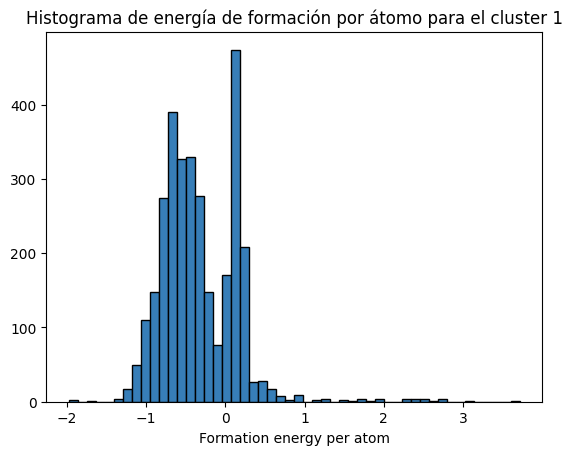 Histograma de energía de formación por átomo para el cluster 1
400
300
200
100
0
−2 −1 0 1 2 3
Formation energy per atom